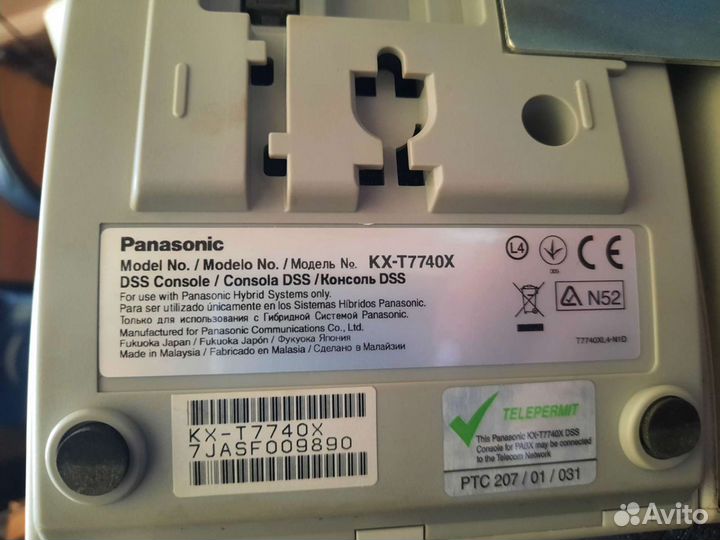 Panasonic
Model No. / Modelo No. / Модель №. KX-T7740X
DSS Console / Consola DSS / Консоль DSS
For use with Panasonic Hybrid Systems only.
Para ser utilizado únicamente en los Sistemas Híbridos Panasonic.
Только для использования с Гибридной Системой Panasonic.
Manufactured for Panasonic Communications Co., Ltd.
Fukuoka Japan / Fukuoka Japón / Фукуока Япония
Made in Malaysia / Fabricado en Malasia / Сделано в Малайзии
L4
CE
N52
T7740XL4-N1D
KX-T7740X
7JASF009890
TELEPERMIT
This Panasonic KX-T7740X DSS
Console for PABX may be connected
to the Telecom Network
PTC 207 / 01 / 031
Avito